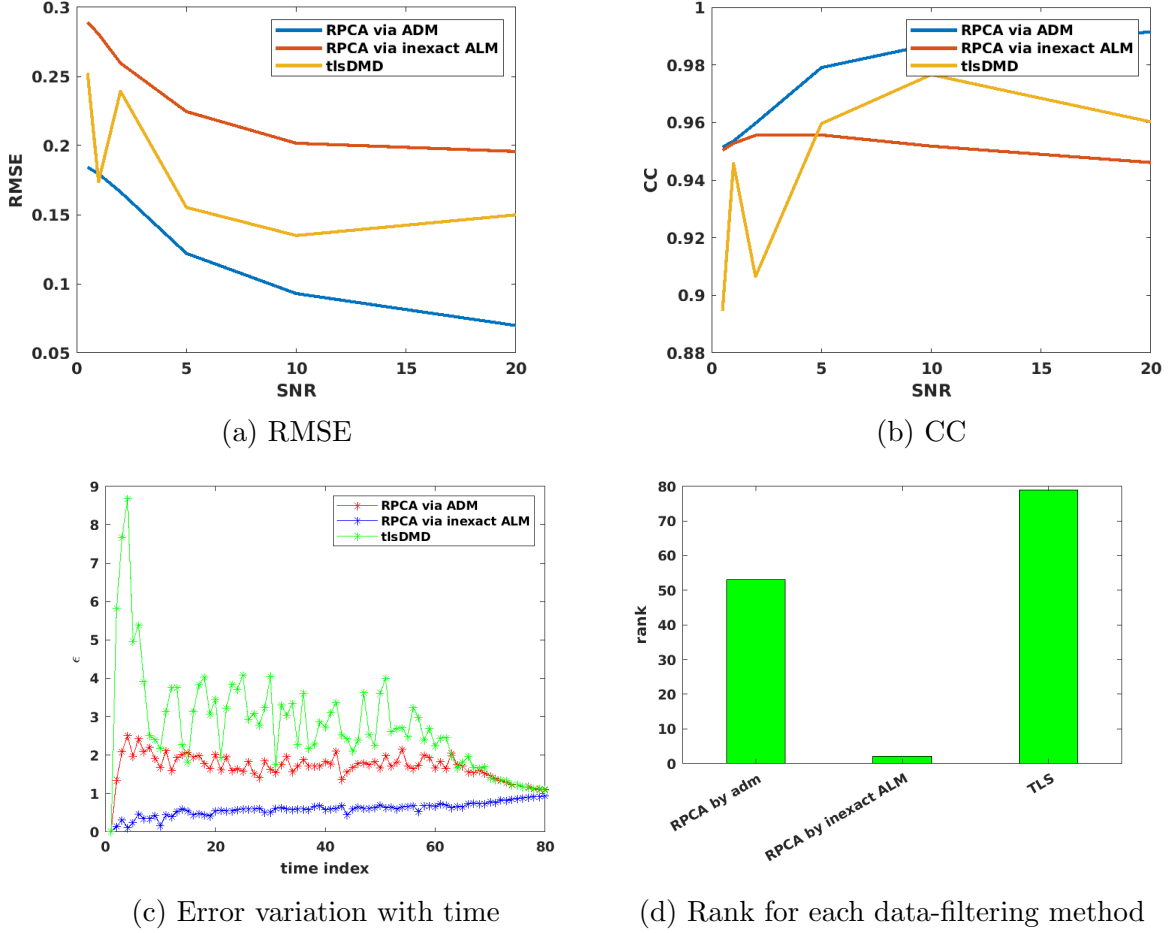 0.3
0.25
0.2
0.15
0.1
0.05
0
5
10
15
20
RMSE
SNR
RPCA via ADM
RPCA via inexact ALM
tlsDMD
(a) RMSE
1
0.98
0.96
0.94
0.92
0.9
0.88
0
5
10
15
20
CC
SNR
RPCA via ADM
RPCA via inexact ALM
tlsDMD
(b) CC
9
8
7
6
5
4
3
2
1
0
0
20
40
60
80
ϵ
time index
RPCA via ADM
RPCA via inexact ALM
tlsDMD
(c) Error variation with time
80
70
60
50
40
30
20
10
0
rank
RPCA by adm
RPCA by inexact ALM
TLS
(d) Rank for each data-filtering method